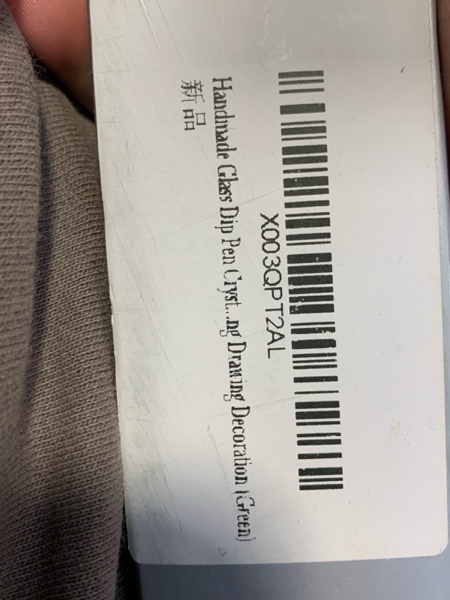 X003QPT2AL
Handmade Glass Dip Pen Cryst...ng Drawing Decoration (Green)
新品